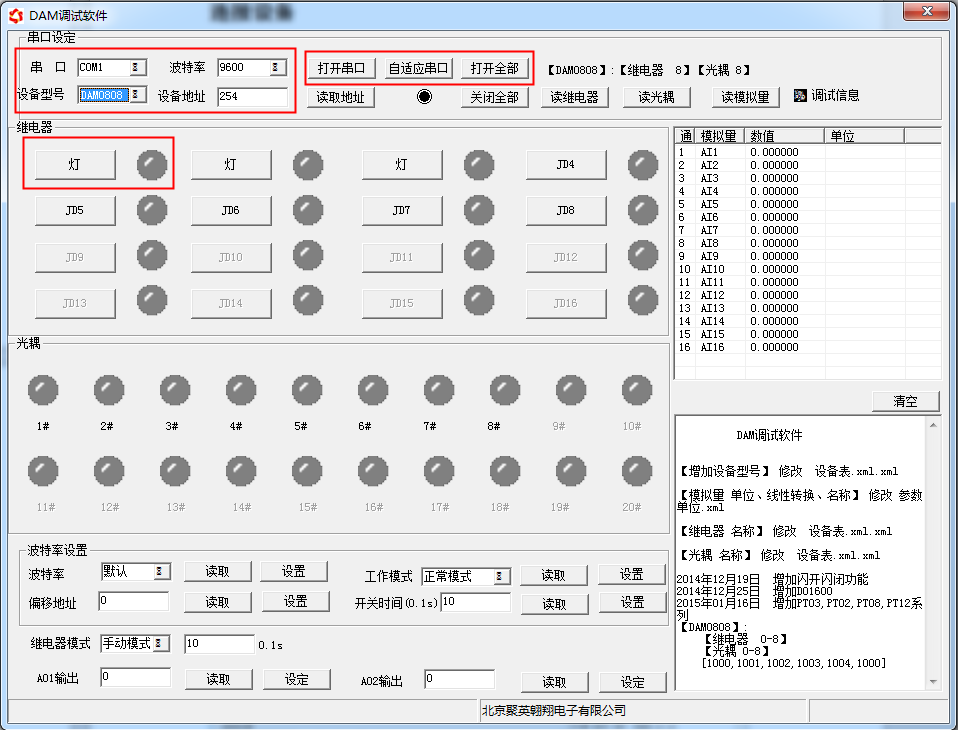 连接设备
DAM调试软件
串口设定
串 口 COM1 波特率 9600 打开串口 自适应串口 打开全部 【DAM0808】:【继电器 8】【光耦 8】
设备型号 DAM0808 设备地址 254 读取地址 关闭全部 读继电器 读光耦 读模拟量 调试信息
继电器
灯 灯 灯 JD4
JD5 JD6 JD7 JD8
JD9 JD10 JD11 JD12
JD13 JD14 JD15 JD16
通 模拟量 数值 单位
1 AI1 0.000000
2 AI2 0.000000
3 AI3 0.000000
4 AI4 0.000000
5 AI5 0.000000
6 AI6 0.000000
7 AI7 0.000000
8 AI8 0.000000
9 AI9 0.000000
10 AI10 0.000000
11 AI11 0.000000
12 AI12 0.000000
13 AI13 0.000000
14 AI14 0.000000
15 AI15 0.000000
16 AI16 0.000000
光耦
1# 2# 3# 4# 5# 6# 7# 8# 9# 10#
11# 12# 13# 14# 15# 16# 17# 18# 19# 20#
清空
DAM调试软件
【增加设备型号】 修改 设备表.xml.xml
【模拟量 单位、线性转换、名称】 修改 参数
单位.xml
【继电器 名称】 修改 设备表.xml.xml
【光耦 名称】 修改 设备表.xml.xml
2014年12月19日 增加闪开闪闭功能
2014年12月25日 增加DO1600
2015年01月16日 增加PT03,PT02,PT08,PT12系
列
【DAM0808】:
【继电器 0-8】
【光耦 0-8】
[1000,1001,1002,1003,1004,1000]
波特率设置
波特率 默认 读取 设置 工作模式 正常模式 读取 设置
偏移地址 0 读取 设置 开关时间(0.1s) 10 读取 设置
继电器模式 手动模式 10 0.1s
AO1输出 0 读取 设定 AO2输出 0 读取 设定
北京聚英翱翔电子有限公司